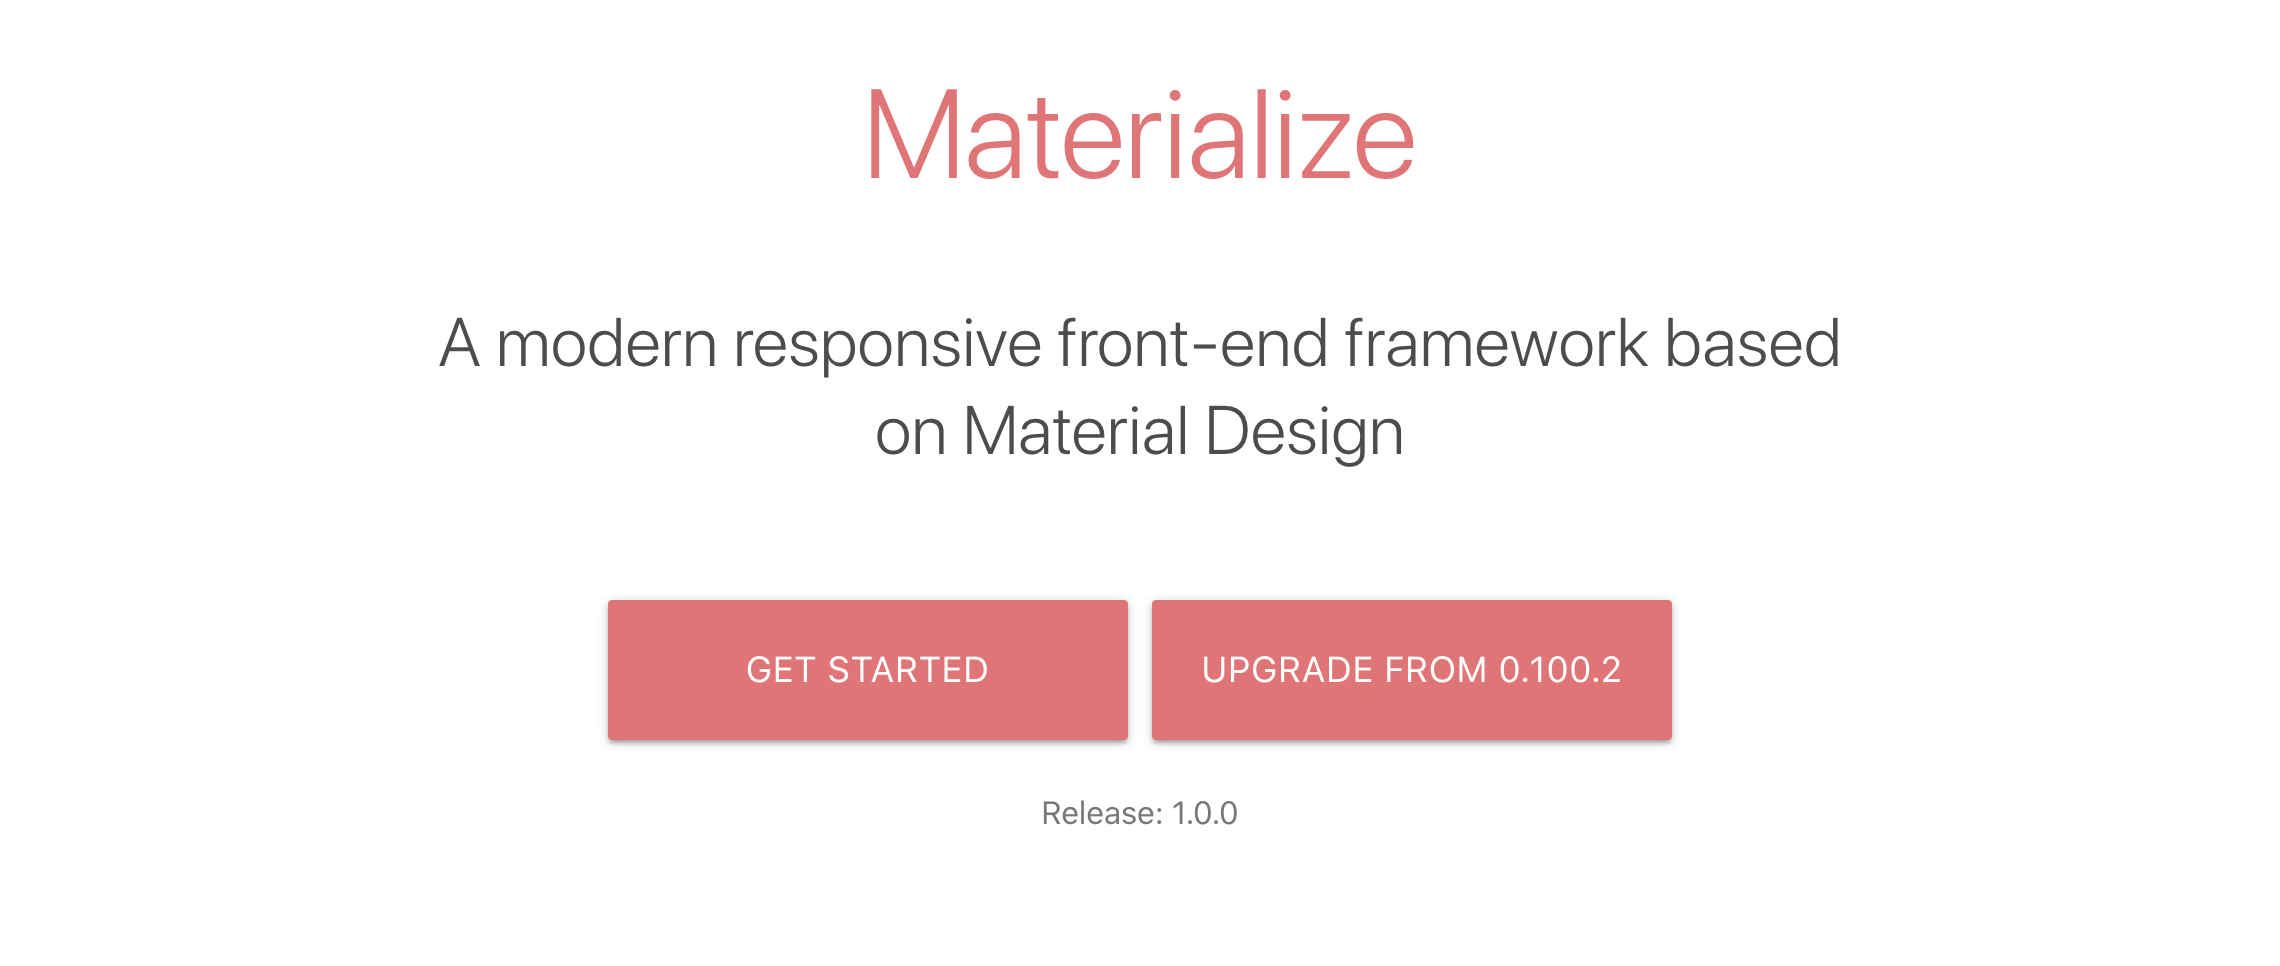 Materialize
A modern responsive front-end framework based
on Material Design
GET STARTED
UPGRADE FROM 0.100.2
Release: 1.0.0